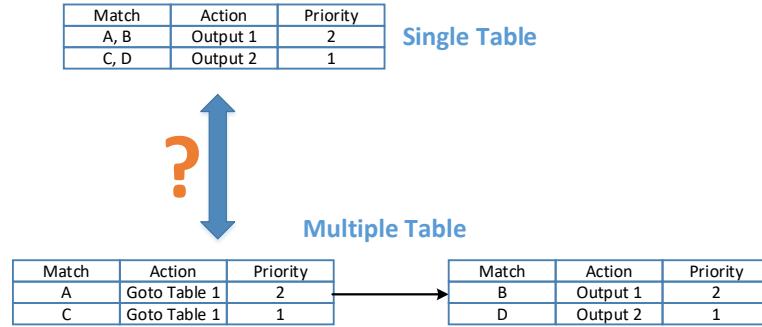 Match Action Priority
A, B Output 1 2
C, D Output 2 1
Single Table
?
Multiple Table
Match Action Priority
A Goto Table 1 2
C Goto Table 1 1
Match Action Priority
B Output 1 2
D Output 2 1